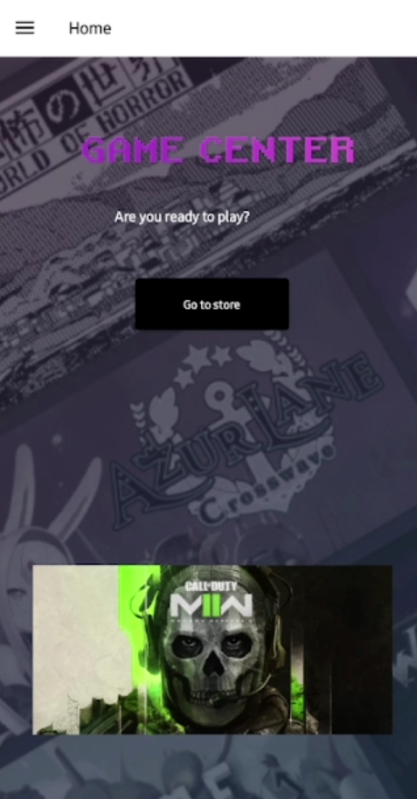 Home
怖の世界
WORLD OF HORROR
GAME CENTER
Are you ready to play?
Go to store
AZUR LANE
Crosswave
CALL OF DUTY
MWII